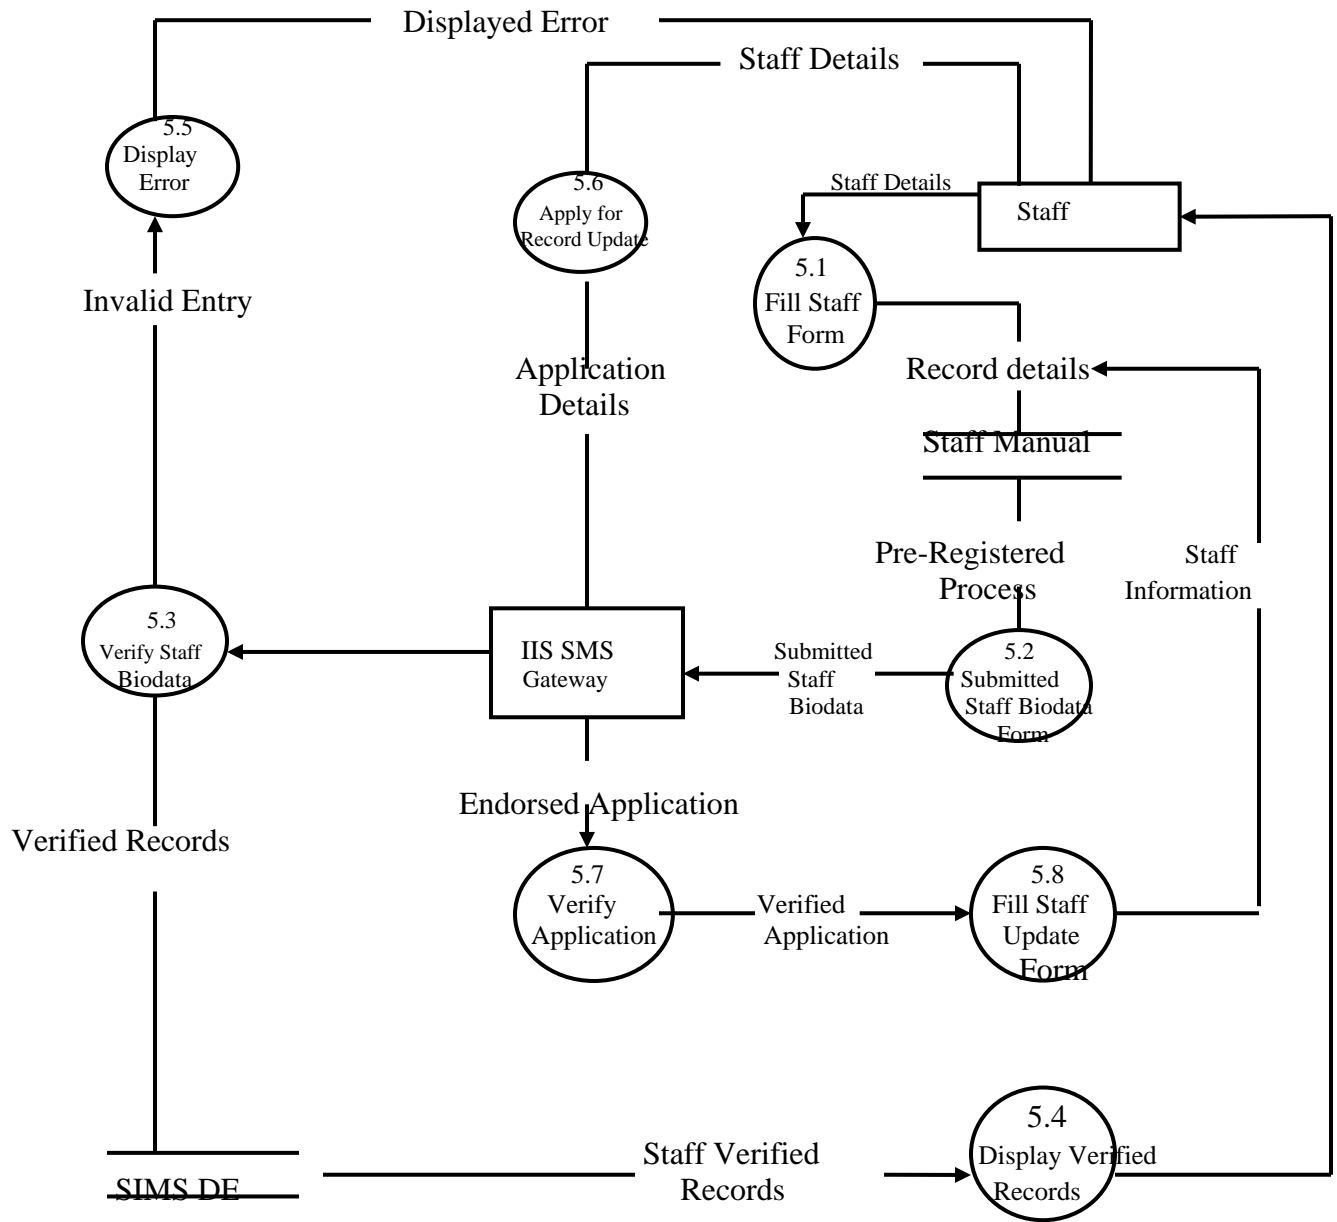 Displayed Error
Staff Details
5.5
Display
Error
5.6
Apply for
Record Update
Staff Details
Staff
5.1
Fill Staff
Form
Invalid Entry
Application
Details
Record details
Staff Manual
Pre-Registered
Process
Staff
Information
5.3
Verify Staff
Biodata
IIS SMS
Gateway
Submitted
Staff
Biodata
5.2
Submitted
Staff Biodata
Form
Endorsed Application
Verified Records
5.7
Verify
Application
Verified
Application
5.8
Fill Staff
Update
Form
5.4
Display Verified
Records
Staff Verified
Records
SIMS DE